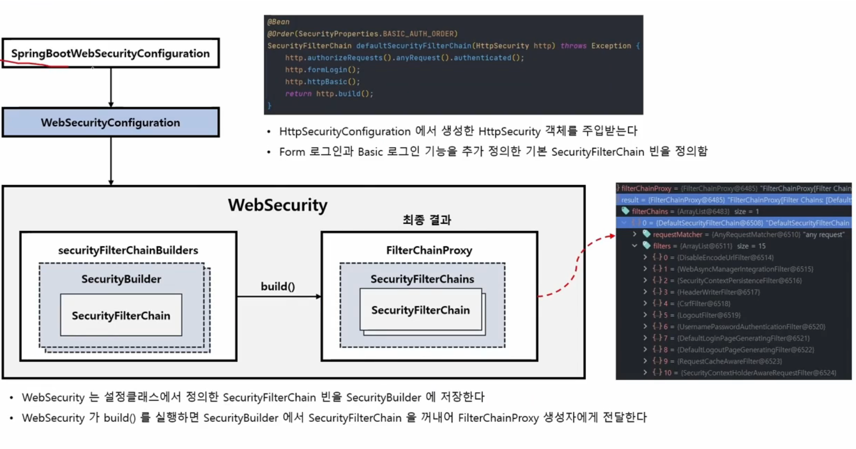 SpringBootWebSecurityConfiguration
WebSecurityConfiguration
@Bean
@Order(SecurityProperties.BASIC_AUTH_ORDER)
SecurityFilterChain defaultSecurityFilterChain(HttpSecurity http) throws Exception {
http.authorizeRequests().anyRequest().authenticated();
http.formLogin();
http.httpBasic();
return http.build();
}
• HttpSecurityConfiguration 에서 생성한 HttpSecurity 객체를 주입받는다
• Form 로그인과 Basic 로그인 기능을 추가 정의한 기본 SecurityFilterChain 빈을 정의함
WebSecurity
securityFilterChainBuilders
SecurityBuilder
SecurityFilterChain
build()
최종 결과
FilterChainProxy
SecurityFilterChains
SecurityFilterChain
filterChainProxy = {FilterChainProxy@6485} "FilterChainProxy[Filter Chain
result = {FilterChainProxy@6485} "FilterChainProxy[Filter Chains: [Default
filterChains = {ArrayList@6483} size = 1
0 = {DefaultSecurityFilterChain@6508} "DefaultSecurityFilterChain
requestMatcher = {AnyRequestMatcher@6510} "any request"
filters = {ArrayList@6511} size = 15
0 = {DisableEncodeUrlFilter@6514}
1 = {WebAsyncManagerIntegrationFilter@6515}
2 = {SecurityContextPersistenceFilter@6516}
3 = {HeaderWriterFilter@6517}
4 = {CsrfFilter@6518}
5 = {LogoutFilter@6519}
6 = {UsernamePasswordAuthenticationFilter@6520}
7 = {DefaultLoginPageGeneratingFilter@6521}
8 = {DefaultLogoutPageGeneratingFilter@6522}
9 = {RequestCacheAwareFilter@6523}
10 = {SecurityContextHolderAwareRequestFilter@6524}
• WebSecurity 는 설정클래스에서 정의한 SecurityFilterChain 빈을 SecurityBuilder 에 저장한다
• WebSecurity 가 build() 를 실행하면 SecurityBuilder 에서 SecurityFilterChain 을 꺼내어 FilterChainProxy 생성자에게 전달한다